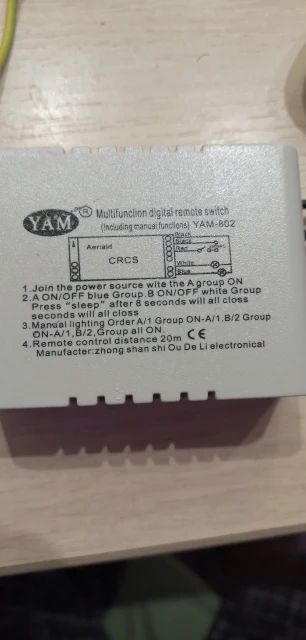 YAM ® Multifunction digital remote switch
(Including manual functions) YAM-802
Black
Black
Aeriald
Red
CRCS
White
Blue
1.Join the power source wite the A group ON
2.A ON/OFF blue Group.B ON/OFF white Group
Press "sleep" after 8 seconds will all closs
seconds will all closs
3.Manual lighting Order A/1 Group ON-A/1.B/2 Group
ON-A/1,B/2,Group all ON.
4.Remote control distance 20m CE
Manufacter:zhong shan shi Ou De Li electronical